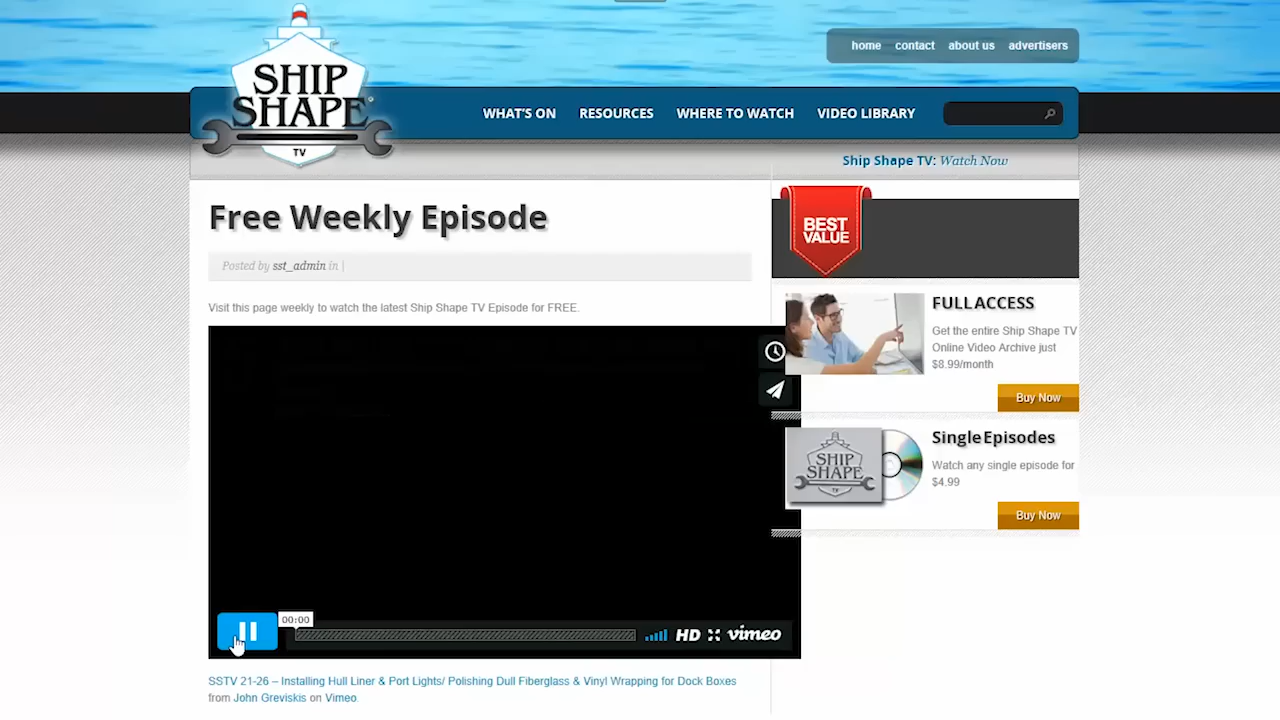 SHIP
SHAPE
TV
home contact about us advertisers
WHAT'S ON RESOURCES WHERE TO WATCH VIDEO LIBRARY
Ship Shape TV: Watch Now
Free Weekly Episode
Posted by sst_admin in |
Visit this page weekly to watch the latest Ship Shape TV Episode for FREE.
BEST
VALUE
FULL ACCESS
Get the entire Ship Shape TV
Online Video Archive just
$8.99/month
Buy Now
SHIP
SHAPE
TV
Single Episodes
Watch any single episode for
$4.99
Buy Now
00:00
HD vimeo
SSTV 21-26 – Installing Hull Liner & Port Lights/ Polishing Dull Fiberglass & Vinyl Wrapping for Dock Boxes
from John Greviskis on Vimeo.